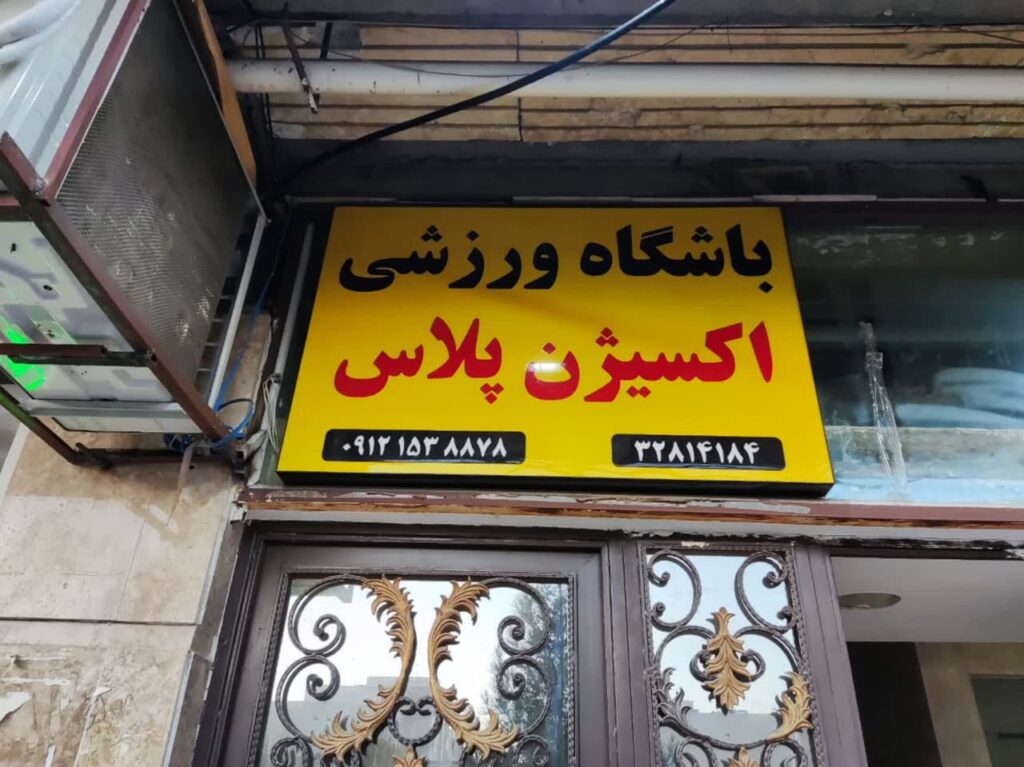 باشگاه ورزشی
اکسیژن پلاس
۳۲۸۱۴۱۸۴
۰۹۱۲ ۱۵۳ ۸۸۷۸